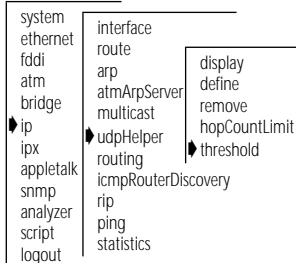 system
ethernet
fddi
atm
bridge
ip
ipx
appletalk
snmp
analyzer
script
logout
interface
route
arp
atmArpServer
multicast
udpHelper
routing
icmpRouterDiscovery
rip
ping
statistics
display
define
remove
hopCountLimit
threshold